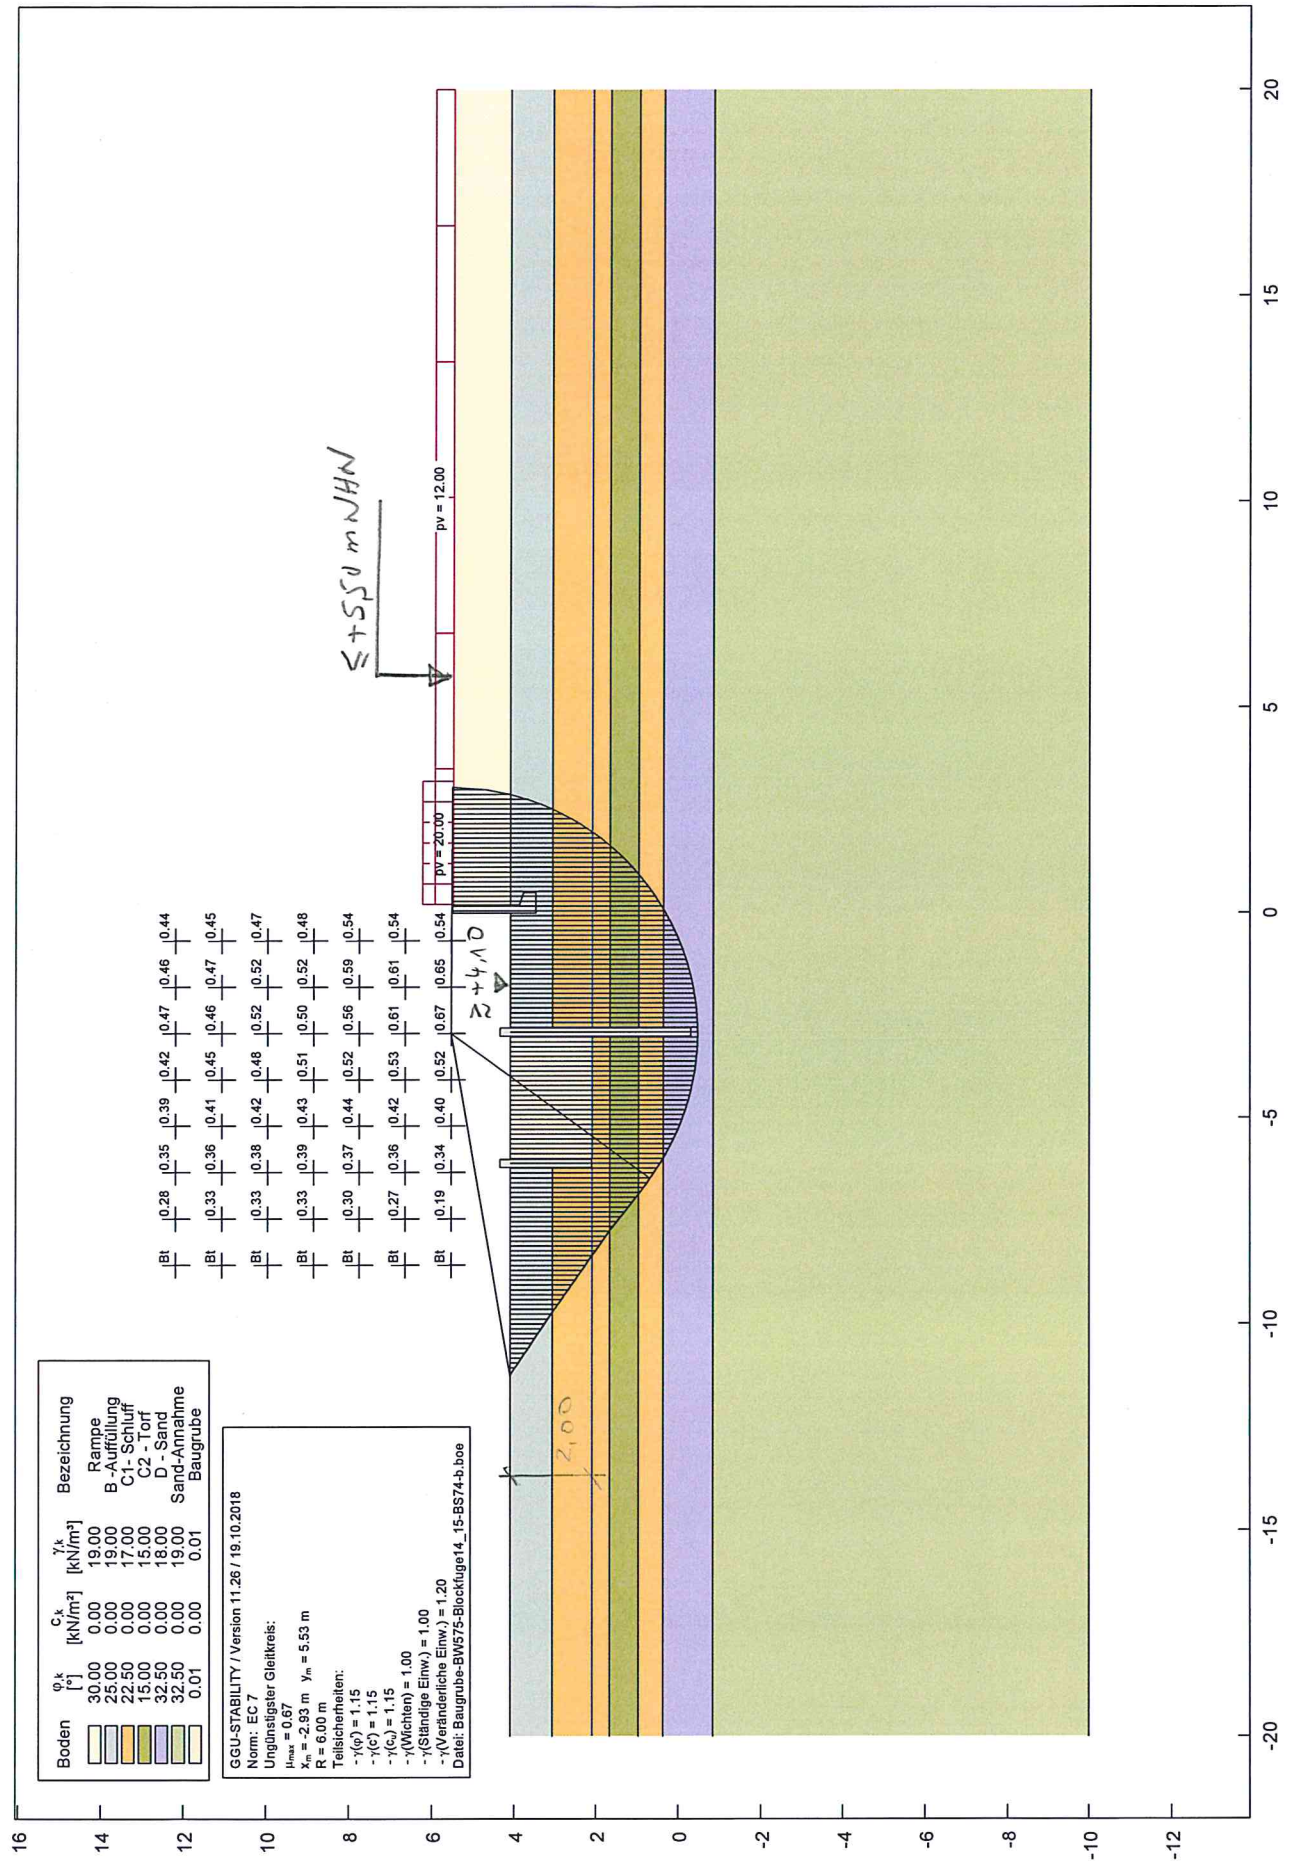 Boden φ,k [°] c,k [kN/m²] γ,k [kN/m³] Bezeichnung
30.00 0.00 19.00 Rampe
25.00 0.00 19.00 B -Auffüllung
22.50 0.00 17.00 C1- Schluff
15.00 0.00 15.00 C2 - Torf
32.50 0.00 18.00 D - Sand
32.50 0.00 19.00 Sand-Annahme
0.01 0.00 0.01 Baugrube
GGU-STABILITY / Version 11.26 / 19.10.2018
Norm: EC 7
Ungünstigster Gleitkreis:
μmax = 0.67
xm = -2.93 m ym = 5.53 m
R = 6.00 m
Teilsicherheiten:
- γ(φ') = 1.15
- γ(c') = 1.15
- γ(cu) = 1.15
- γ(Wichten) = 1.00
- γ(Ständige Einw.) = 1.00
- γ(Veränderliche Einw.) = 1.20
Datei: Baugrube-BW575-Blockfuge14_15-BS74-b.boe
Bt 0.28 0.35 0.39 0.42 0.47 0.46 0.44
Bt 0.33 0.36 0.41 0.45 0.46 0.47 0.45
Bt 0.33 0.38 0.42 0.48 0.52 0.52 0.47
Bt 0.33 0.39 0.43 0.51 0.50 0.52 0.48
Bt 0.30 0.37 0.44 0.52 0.56 0.59 0.54
Bt 0.27 0.36 0.42 0.53 0.61 0.61 0.54
Bt 0.19 0.34 0.40 0.52 0.67 0.65 0.54
≤ +5,50 mNHN
pv = 20.00
pv = 12.00
≥ +4,10
2,00
16
14
12
10
8
6
4
2
0
-2
-4
-6
-8
-10
-12
-20 -15 -10 -5 0 5 10 15 20